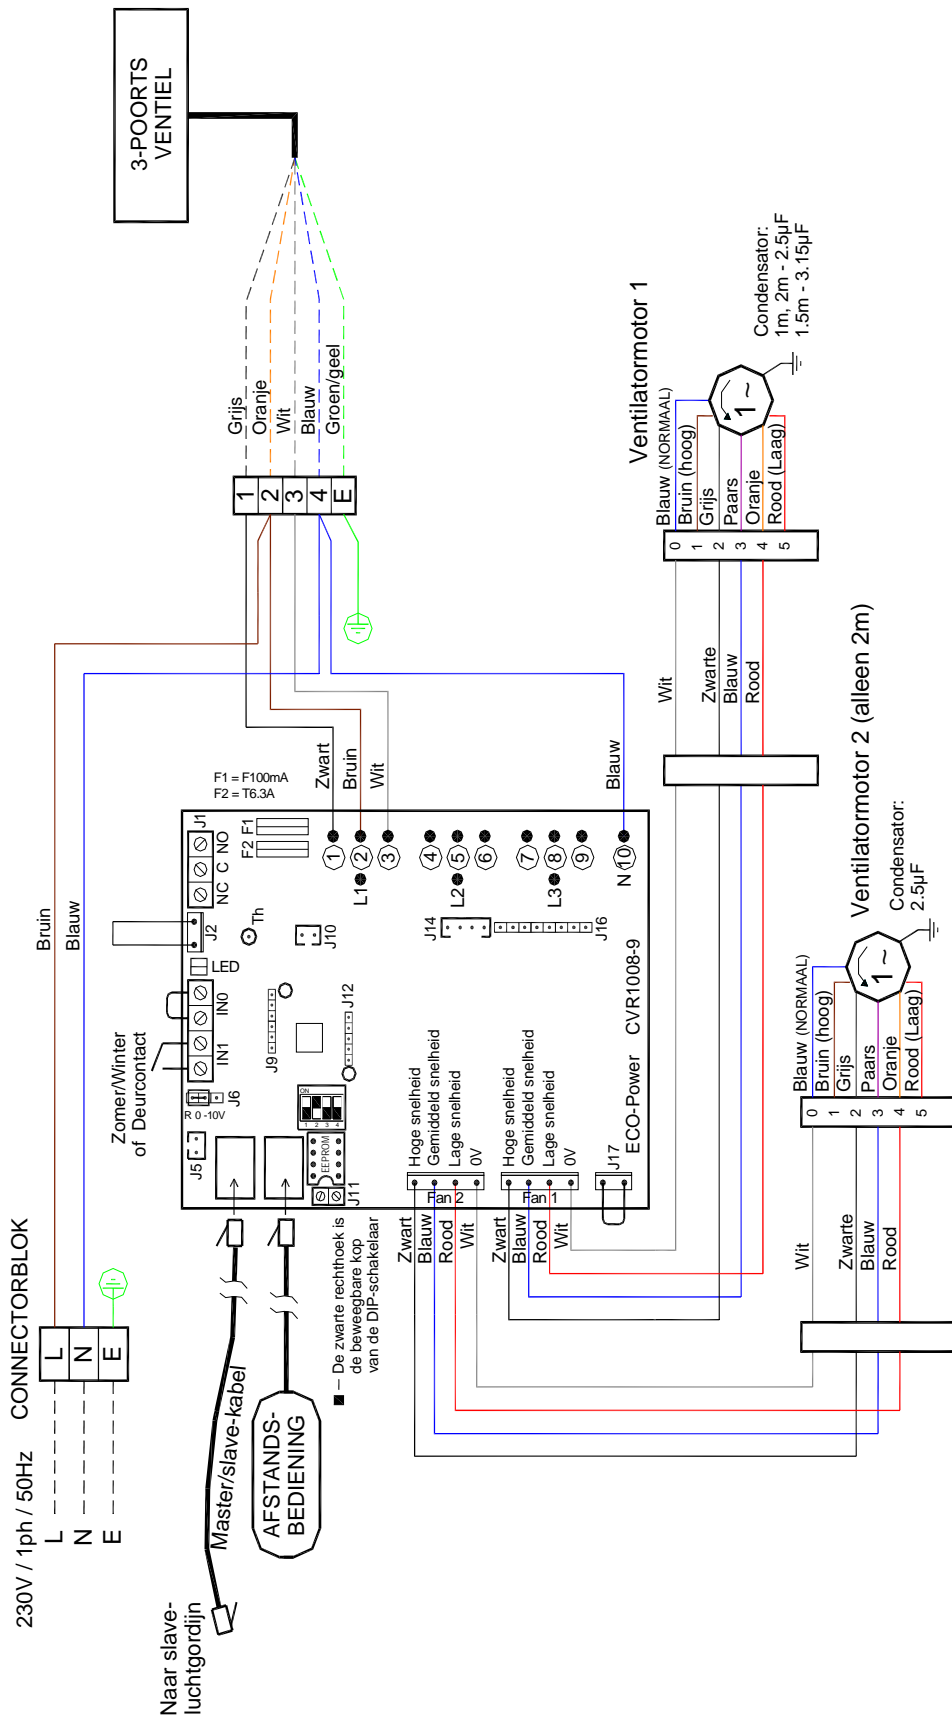 230V / 1ph / 50Hz
CONNECTORBLOK
L
N
E
L
N
E
Bruin
Blauw
3-POORTS
VENTIEL
Grijs
Oranje
Wit
Blauw
Groen/geel
1
2
3
4
E
Zwart
Bruin
Wit
Blauw
F1 = F100mA
F2 = T6.3A
Naar slave-
luchtgordijn
Master/slave-kabel
AFSTANDS-
BEDIENING
Zomer/Winter
of Deurcontact
J5
R 0 -10V
J6
IN1
IN0
LED
J2
NC C NO
J1
F2 F1
Th
J10
J9
J12
ON
1 2 3 4
EEPROM
J11
J14
J16
1
2
3
4
5
6
7
8
9
N 10
L1
L2
L3
■ — De zwarte rechthoek is
de beweegbare kop
van de DIP-schakelaar
Hoge snelheid
Gemiddeld snelheid
Lage snelheid
0V
Fan 2
Hoge snelheid
Gemiddeld snelheid
Lage snelheid
0V
Fan 1
J17
ECO-Power CVR1008-9
Zwart
Blauw
Rood
Wit
Zwart
Blauw
Rood
Wit
Ventilatormotor 1
Wit
Zwarte
Blauw
Rood
0
1
2
3
4
5
Blauw (NORMAAL)
Bruin (hoog)
Grijs
Paars
Oranje
Rood (Laag)
1 ~
Condensator:
1m, 2m - 2.5µF
1.5m - 3.15µF
Ventilatormotor 2 (alleen 2m)
Wit
Zwarte
Blauw
Rood
0
1
2
3
4
5
Blauw (NORMAAL)
Bruin (hoog)
Grijs
Paars
Oranje
Rood (Laag)
1 ~
Condensator:
2.5µF